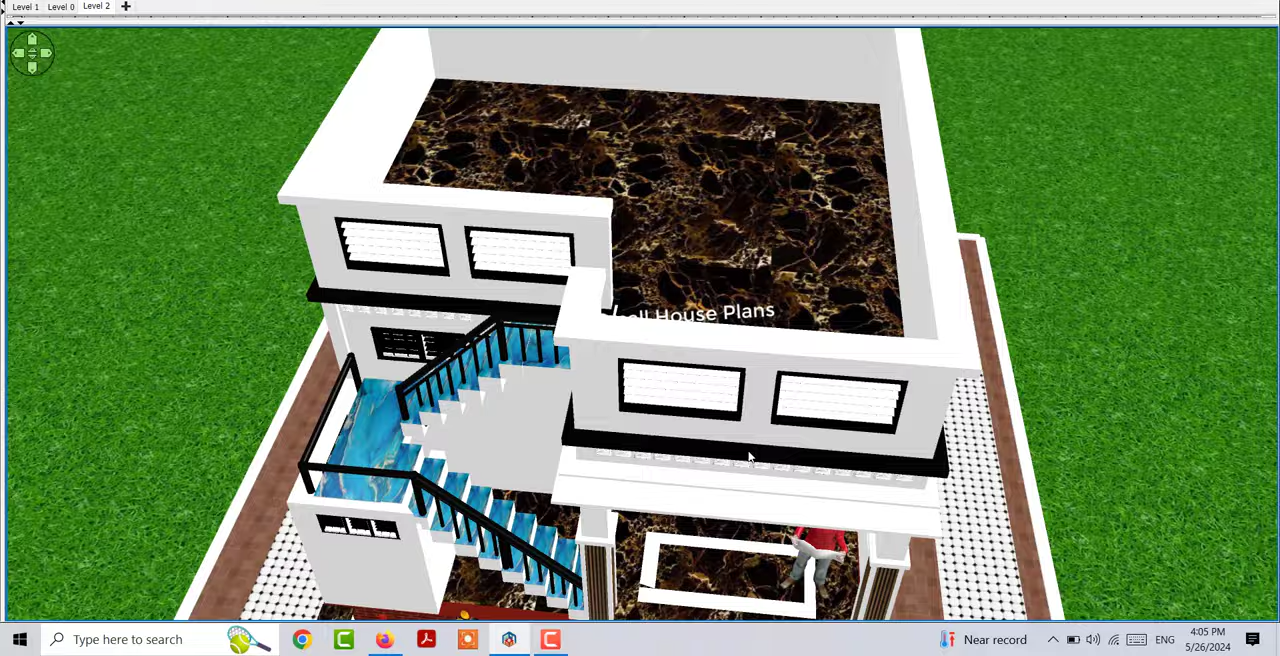 Level 1 Level 0 Level 2
House Plans
Type here to search
Near record
ENG
4:05 PM
5/26/2024